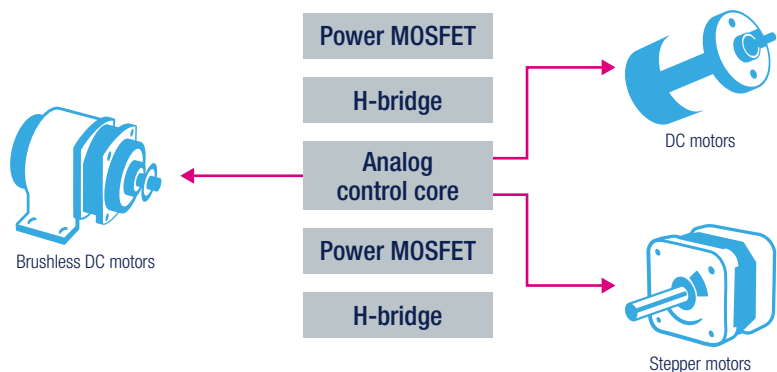 Power MOSFET
H-bridge
Analog
control core
Power MOSFET
H-bridge
Brushless DC motors
DC motors
Stepper motors